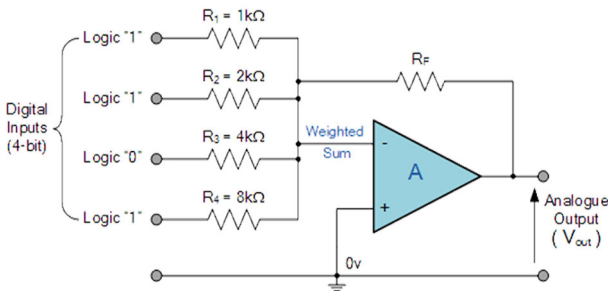 Logic "1"
R1 = 1kΩ
RF
Logic "1"
R2 = 2kΩ
Digital
Inputs
(4-bit)
Weighted
Sum
Logic "0"
R3 = 4kΩ
-
A
+
Logic "1"
R4 = 8kΩ
Analogue
Output
(Vout)
0v